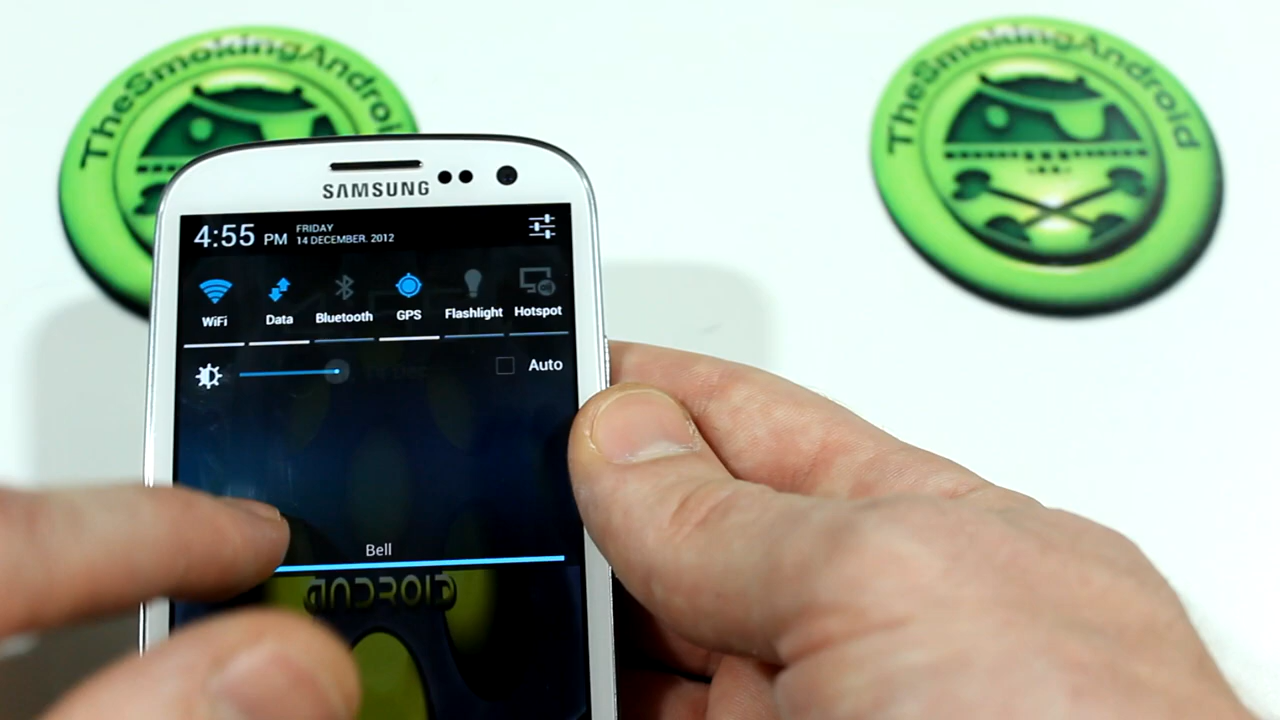 TheSmokingAndroid
TheSmokingAndroid
SAMSUNG
4:55 PM
FRIDAY
14 DECEMBER. 2012
WiFi
Data
Bluetooth
GPS
Flashlight
Hotspot
Auto
Bell
ANDROID